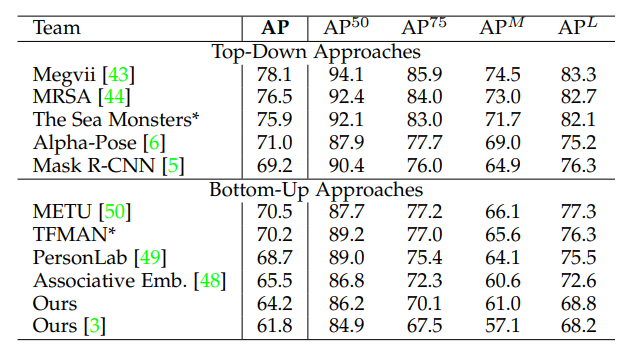 Team AP AP50 AP75 APM APL
Top-Down Approaches
Megvii [43] 78.1 94.1 85.9 74.5 83.3
MRSA [44] 76.5 92.4 84.0 73.0 82.7
The Sea Monsters* 75.9 92.1 83.0 71.7 82.1
Alpha-Pose [6] 71.0 87.9 77.7 69.0 75.2
Mask R-CNN [5] 69.2 90.4 76.0 64.9 76.3
Bottom-Up Approaches
METU [50] 70.5 87.7 77.2 66.1 77.3
TFMAN* 70.2 89.2 77.0 65.6 76.3
PersonLab [49] 68.7 89.0 75.4 64.1 75.5
Associative Emb. [48] 65.5 86.8 72.3 60.6 72.6
Ours 64.2 86.2 70.1 61.0 68.8
Ours [3] 61.8 84.9 67.5 57.1 68.2